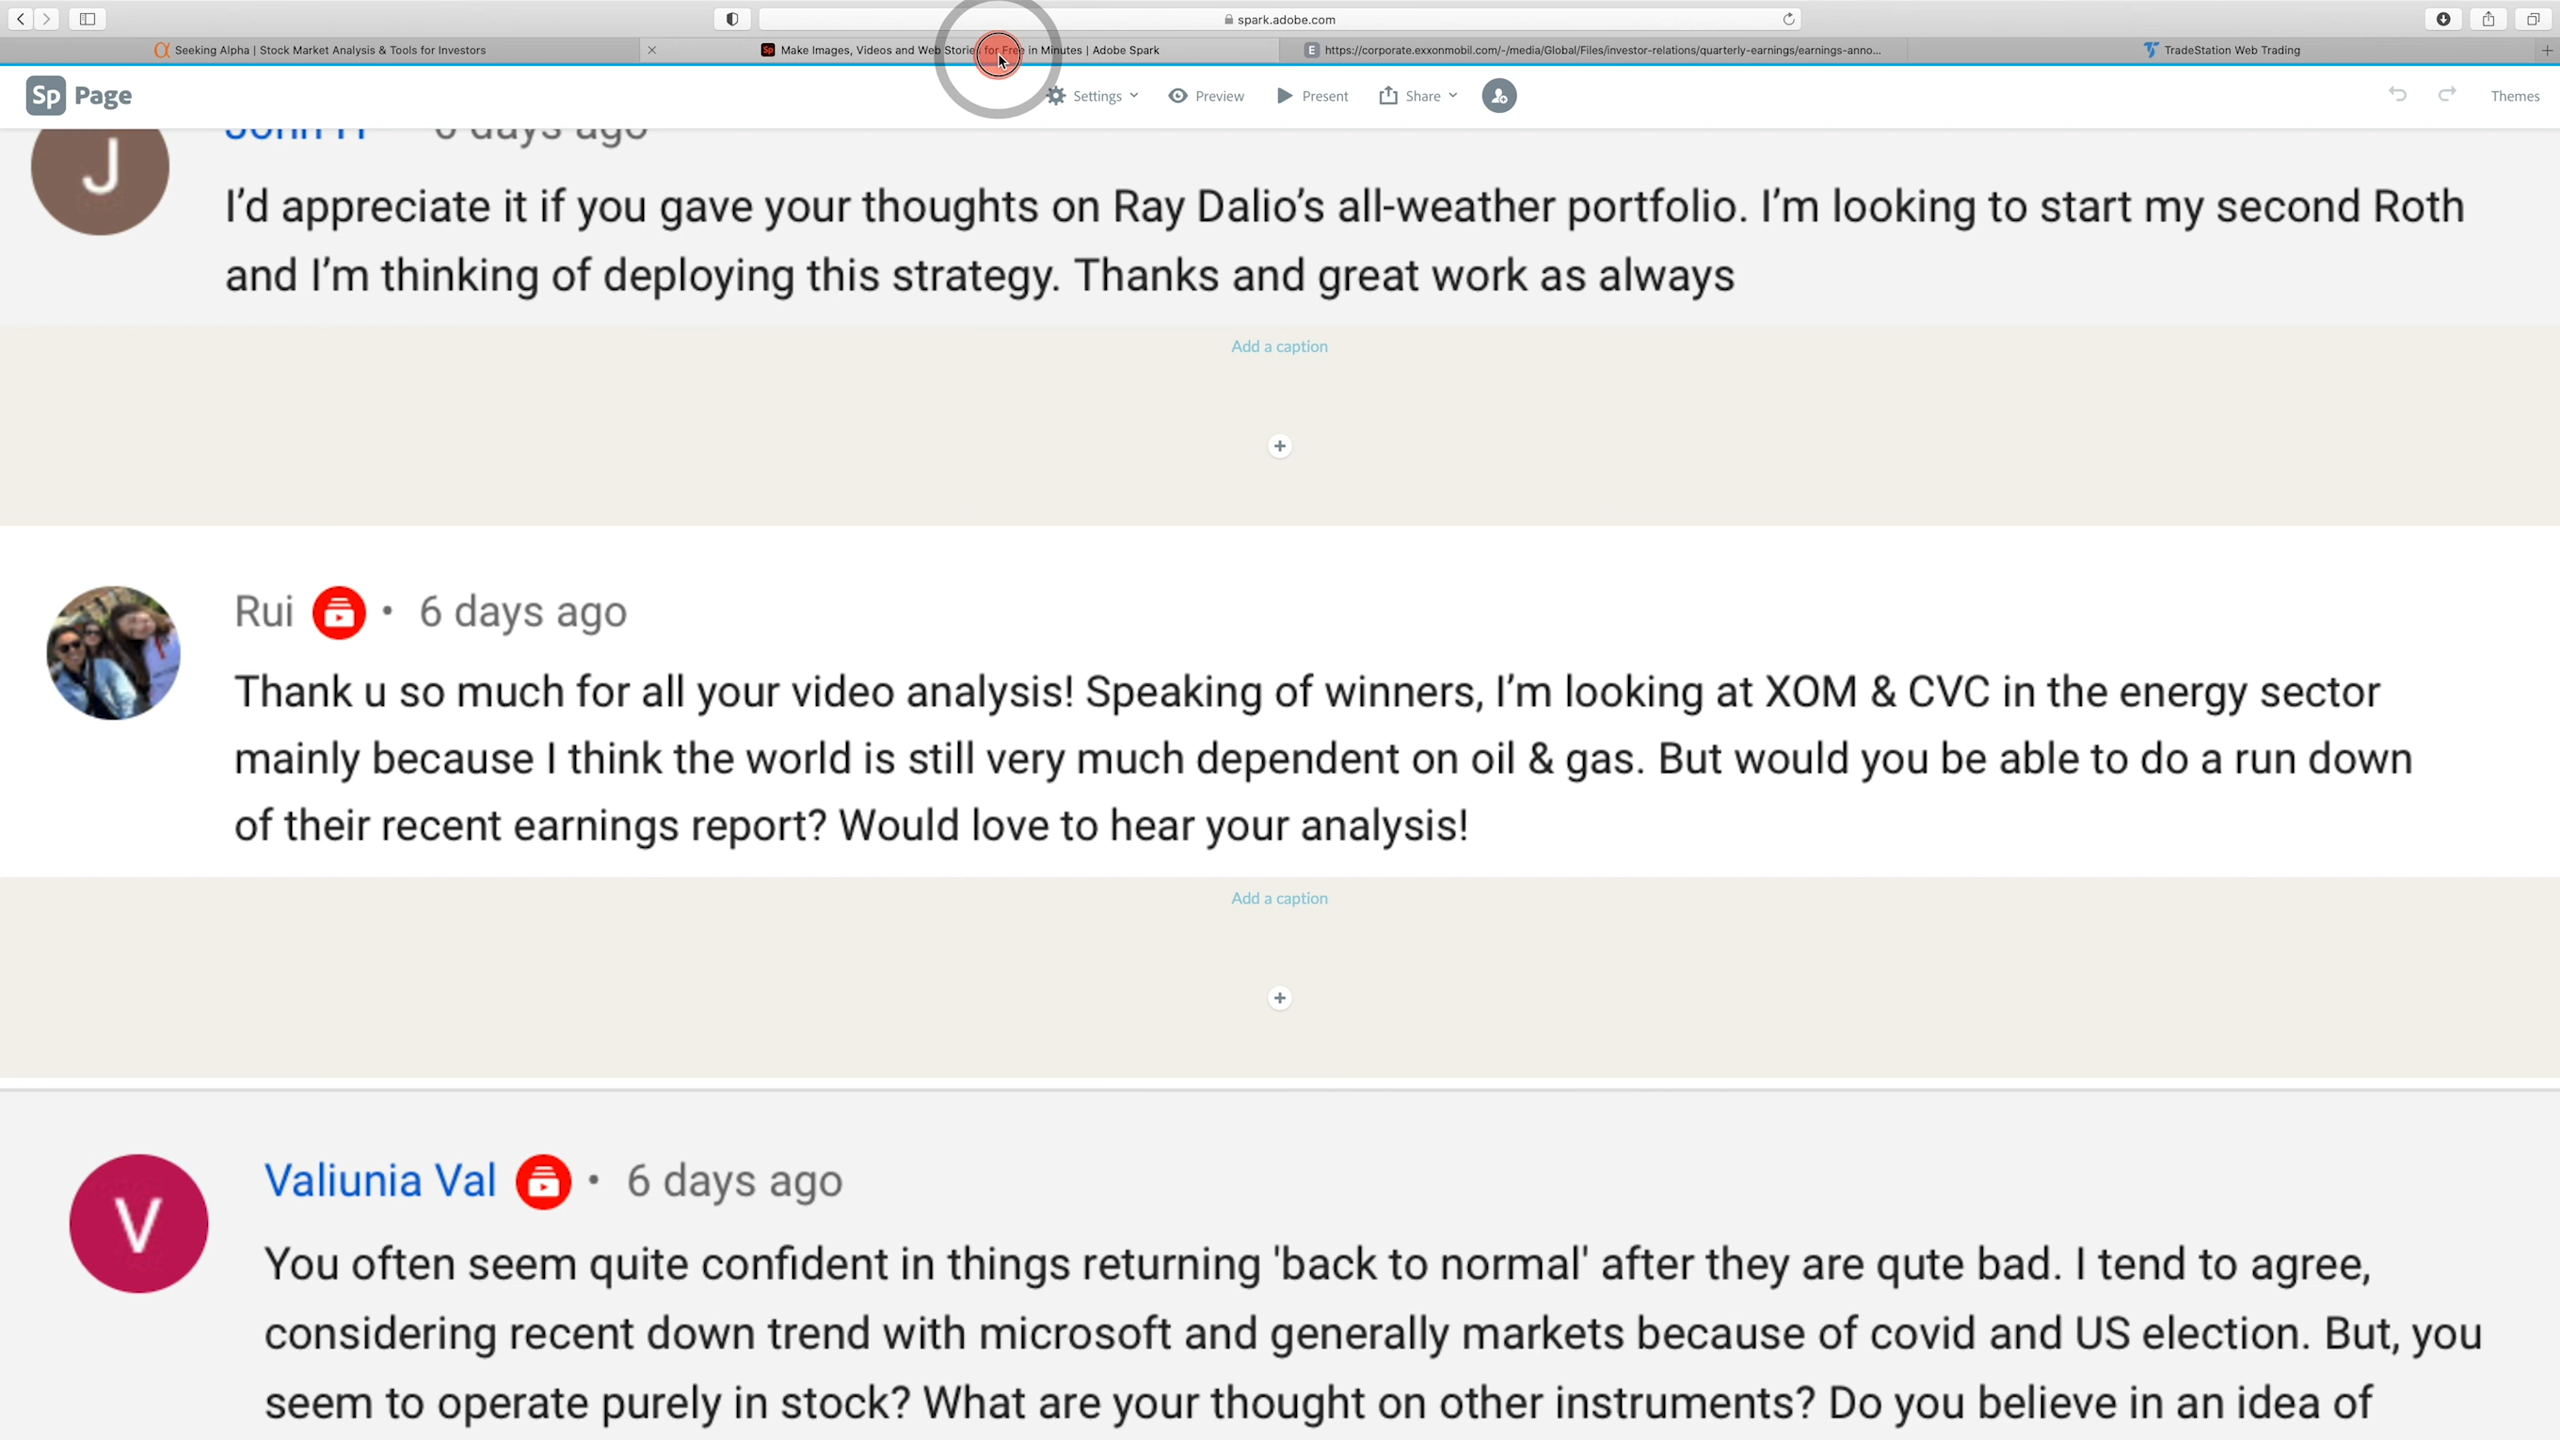 spark.adobe.com
Seeking Alpha | Stock Market Analysis & Tools for Investors
Sp Make Images, Videos and Web Stories for Free in Minutes | Adobe Spark
E https://corporate.exxonmobil.com/-/media/Global/Files/investor-relations/quarterly-earnings/earnings-anno...
TradeStation Web Trading
Sp Page
Settings
Preview
Present
Share
Themes
John H 6 days ago
J
I’d appreciate it if you gave your thoughts on Ray Dalio’s all-weather portfolio. I’m looking to start my second Roth
and I’m thinking of deploying this strategy. Thanks and great work as always
Add a caption
Rui • 6 days ago
Thank u so much for all your video analysis! Speaking of winners, I’m looking at XOM & CVC in the energy sector
mainly because I think the world is still very much dependent on oil & gas. But would you be able to do a run down
of their recent earnings report? Would love to hear your analysis!
Add a caption
V
Valiunia Val • 6 days ago
You often seem quite confident in things returning 'back to normal' after they are qute bad. I tend to agree,
considering recent down trend with microsoft and generally markets because of covid and US election. But, you
seem to operate purely in stock? What are your thought on other instruments? Do you believe in an idea of